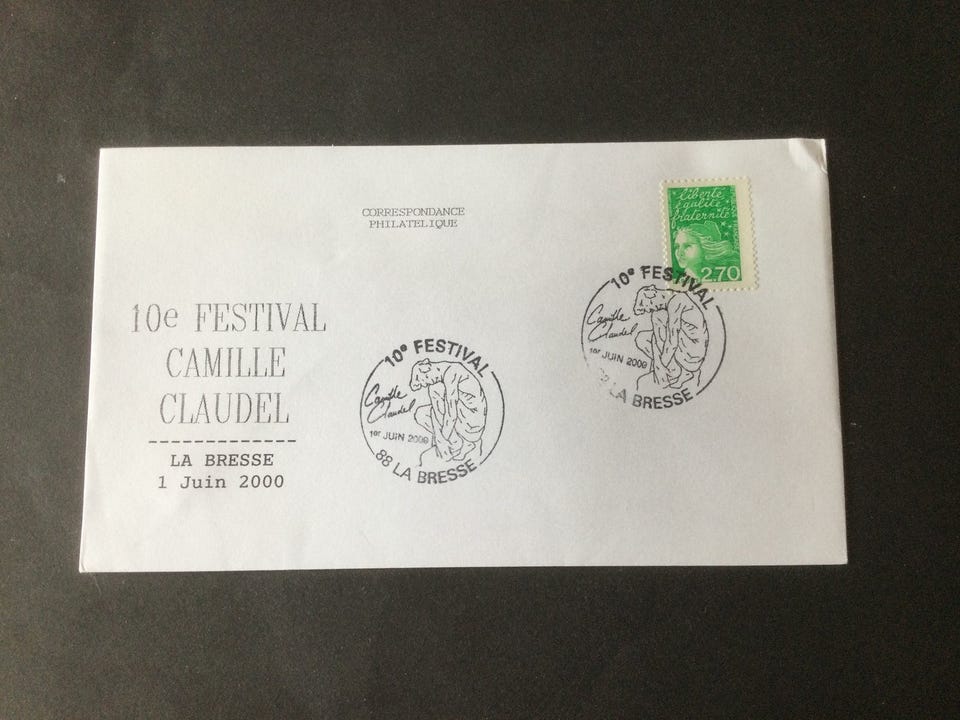 CORRESPONDANCE
PHILATELIQUE
liberté
égalité
fraternité
2,70
10e FESTIVAL
CAMILLE
CLAUDEL
LA BRESSE
1 Juin 2000
10e FESTIVAL
Camille
Claudel
1er JUIN 2000
88 LA BRESSE
10e FESTIVAL
Camille
Claudel
1er JUIN 2000
LA BRESSE